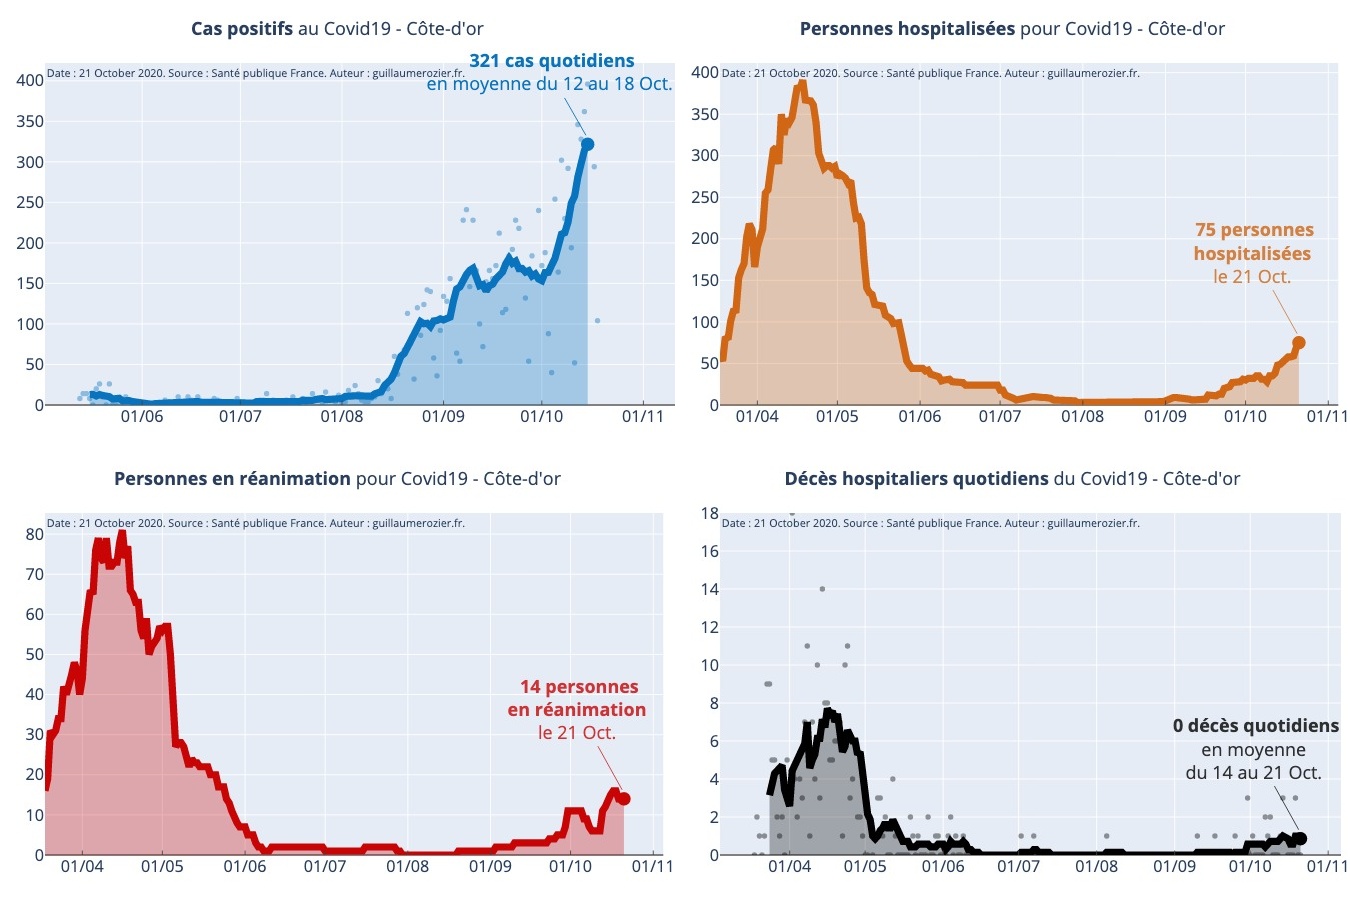 Cas positifs au Covid19 - Côte-d'or
Date : 21 October 2020. Source : Santé publique France. Auteur : guillaumerozier.fr.
321 cas quotidiens
en moyenne du 12 au 18 Oct.
400
350
300
250
200
150
100
50
0
01/06 01/07 01/08 01/09 01/10 01/11
Personnes hospitalisées pour Covid19 - Côte-d'or
Date : 21 October 2020. Source : Santé publique France. Auteur : guillaumerozier.fr.
400
350
300
250
200
150
100
50
0
75 personnes
hospitalisées
le 21 Oct.
01/04 01/05 01/06 01/07 01/08 01/09 01/10 01/11
Personnes en réanimation pour Covid19 - Côte-d'or
Date : 21 October 2020. Source : Santé publique France. Auteur : guillaumerozier.fr.
80
70
60
50
40
30
20
10
0
14 personnes
en réanimation
le 21 Oct.
01/04 01/05 01/06 01/07 01/08 01/09 01/10 01/11
Décès hospitaliers quotidiens du Covid19 - Côte-d'or
Date : 21 October 2020. Source : Santé publique France. Auteur : guillaumerozier.fr.
18
16
14
12
10
8
6
4
2
0
0 décès quotidiens
en moyenne
du 14 au 21 Oct.
01/04 01/05 01/06 01/07 01/08 01/09 01/10 01/11